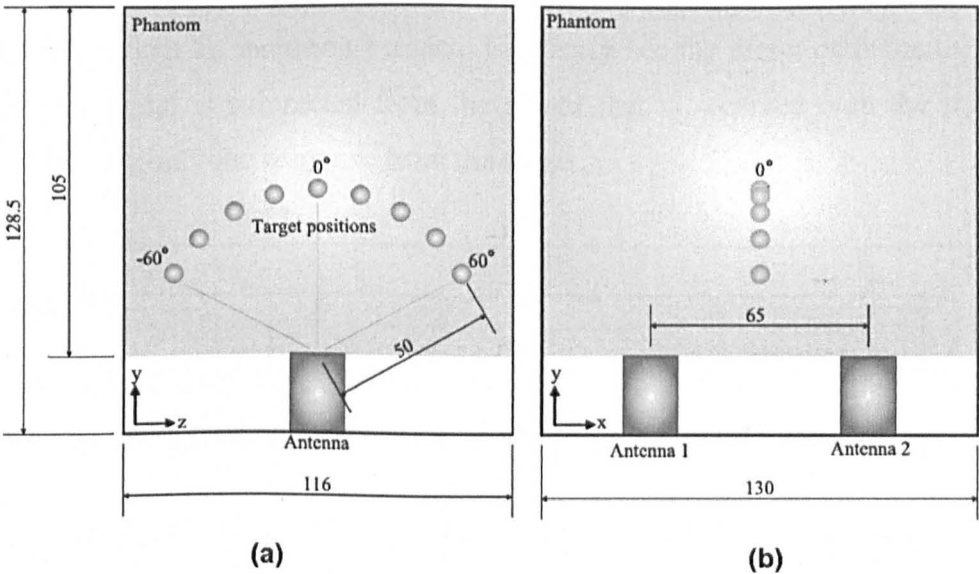 Phantom
0°
Target positions
-60°
60°
50
128.5
105
y
z
Antenna
116
(a)
Phantom
0°
65
y
x
Antenna 1
Antenna 2
130
(b)